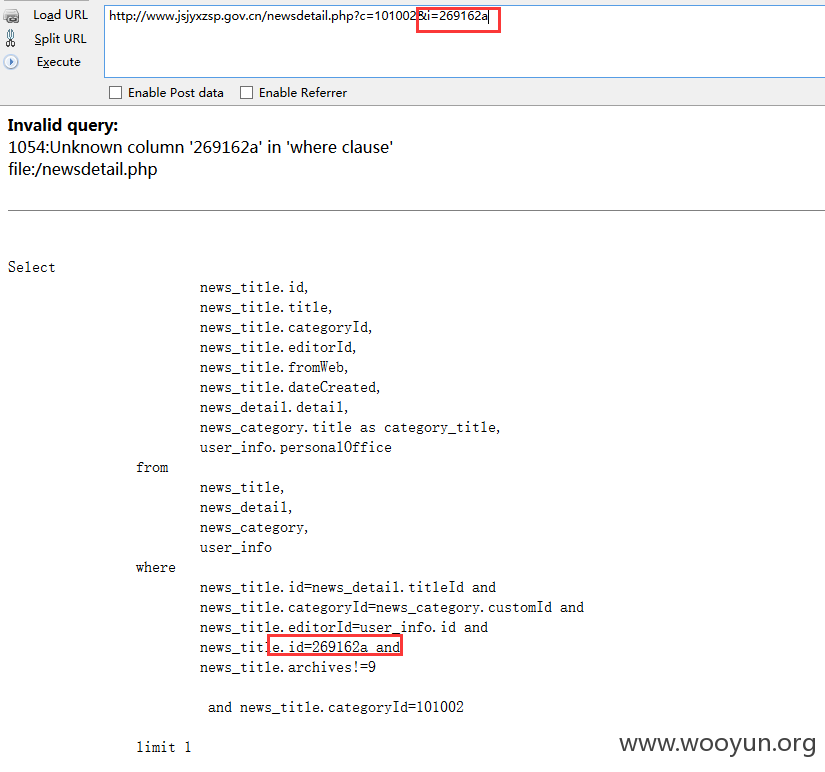 Load URL
http://www.jsjyxzsp.gov.cn/newsdetail.php?c=101002&i=269162a
Split URL
Execute
Enable Post data Enable Referrer
Invalid query:
1054:Unknown column '269162a' in 'where clause'
file:/newsdetail.php
Select
news_title.id,
news_title.title,
news_title.categoryId,
news_title.editorId,
news_title.fromWeb,
news_title.dateCreated,
news_detail.detail,
news_category.title as category_title,
user_info.personalOffice
from
news_title,
news_detail,
news_category,
user_info
where
news_title.id=news_detail.titleId and
news_title.categoryId=news_category.customId and
news_title.editorId=user_info.id and
news_title.id=269162a and
news_title.archives!=9
and news_title.categoryId=101002
limit 1
www.wooyun.org